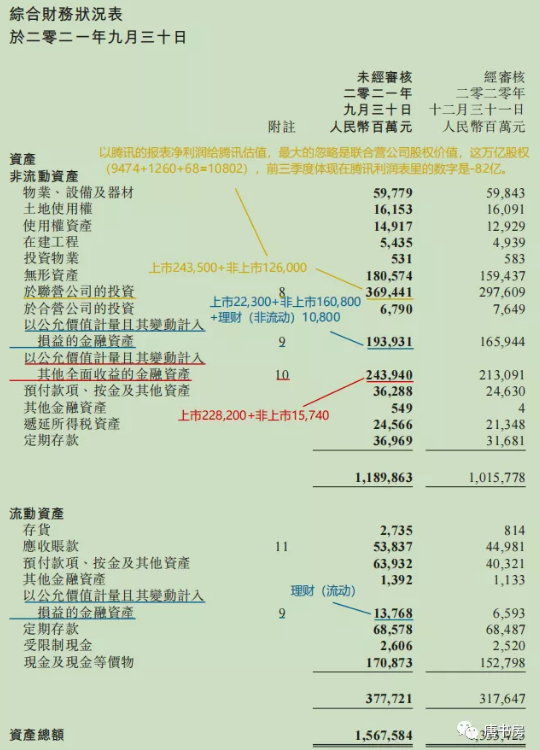 綜合財務狀況表
於二零二一年九月三十日
未經審核 經審核
二零二一年 二零二零年
九月三十日 十二月三十一日
附註 人民幣百萬元 人民幣百萬元
以腾讯的报表净利润给腾讯估值，最大的忽略是联合营公司股权价值，这万亿股权
資產
（9474+1260+68=10802），前三季度体现在利润表里的数字是-82亿。
非流動資產
物業、設備及器材 59,779 59,843
土地使用權 16,153 16,091
使用權資產 14,917 12,929
在建工程 5,435 4,939
投資物業 531 583
上市243,500+非上市126,000
無形資產 180,574 159,437
於聯營公司的投資 8 369,441 297,609
上市22,300+非上市160,800
於合營公司的投資 6,790 7,649
+理财（非流动）10,800
以公允價值計量且其變動計入
損益的金融資產 9 193,931 165,944
以公允價值計量且其變動計入
其他全面收益的金融資產 10 243,940 213,091
預付款項、按金及其他資產 36,288 24,630
其他金融資產 549 4
上市228,200+非上市15,740
遞延所得稅資產 24,566 21,348
定期存款 36,969 31,681
1,189,863 1,015,778
流動資產
存貨 2,735 814
應收賬款 11 53,837 44,981
預付款項、按金及其他資產 63,932 40,321
其他金融資產 1,392 1,133
以公允價值計量且其變動計入
理财（流动）
損益的金融資產 9 13,768 6,593
定期存款 68,578 68,487
受限制現金 2,606 2,520
現金及現金等價物 170,873 152,798
377,721 317,647
唐书房
資產總額 1,567,584